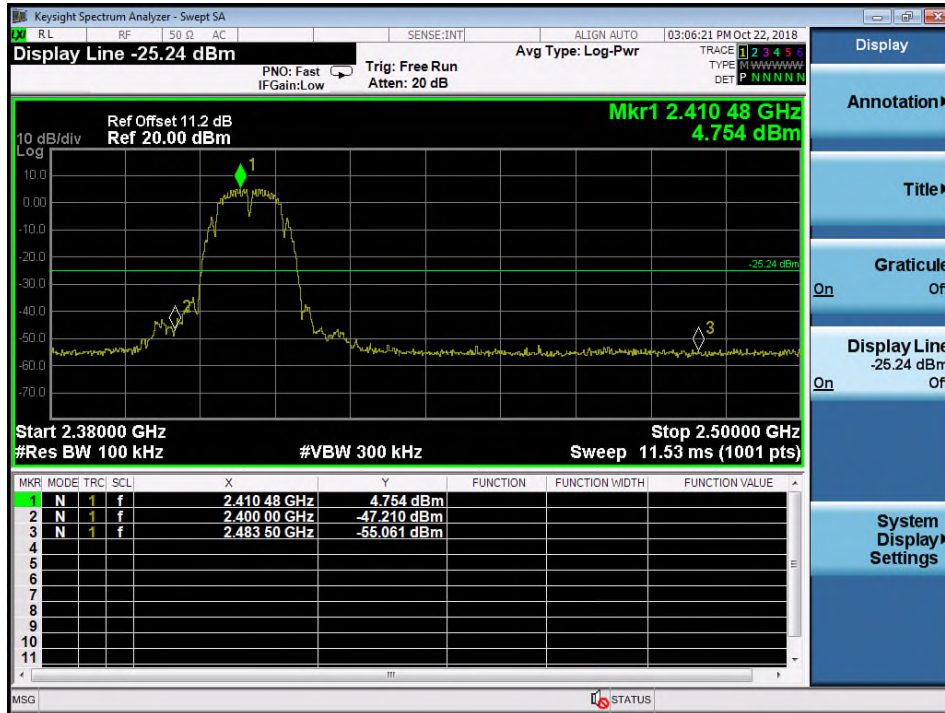 Keysight Spectrum Analyzer - Swept SA
LXI RL RF 50 Ω AC SENSE:INT ALIGN AUTO 03:06:21 PM Oct 22, 2018
Display Line -25.24 dBm
Avg Type: Log-Pwr
TRACE 1 2 3 4 5 6
TYPE M WWWWW
DET P N N N N N
PNO: Fast
IFGain:Low
Trig: Free Run
Atten: 20 dB
Mkr1 2.410 48 GHz
4.754 dBm
Ref Offset 11.2 dB
10 dB/div Ref 20.00 dBm
Log
1
10.0
0.00
-10.0
-20.0
-25.24 dBm
-30.0
2
-40.0
3
-50.0
-60.0
-70.0
Start 2.38000 GHz Stop 2.50000 GHz
#Res BW 100 kHz #VBW 300 kHz Sweep 11.53 ms (1001 pts)
MKR MODE TRC SCL X Y FUNCTION FUNCTION WIDTH FUNCTION VALUE
1 N 1 f 2.410 48 GHz 4.754 dBm
2 N 1 f 2.400 00 GHz -47.210 dBm
3 N 1 f 2.483 50 GHz -55.061 dBm
4
5
6
7
8
9
10
11
MSG STATUS
Display
Annotation
Title
Graticule
On Of
Display Line
-25.24 dBm
On Of
System
Display
Settings